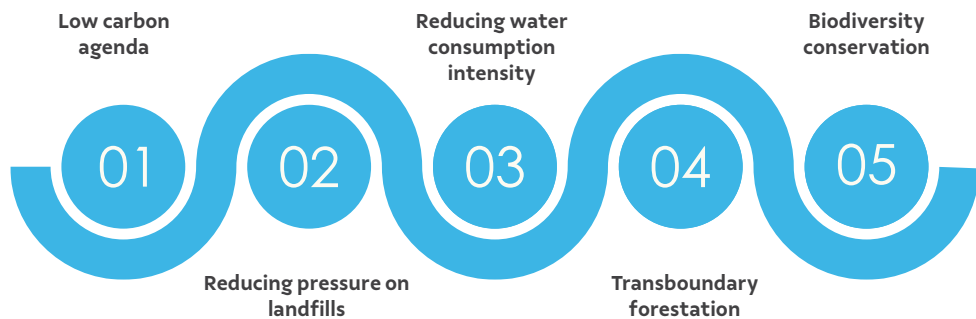 Low carbon
agenda
01
Reducing pressure on
landfills
02
Reducing water
consumption
intensity
03
Transboundary
forestation
04
Biodiversity
conservation
05